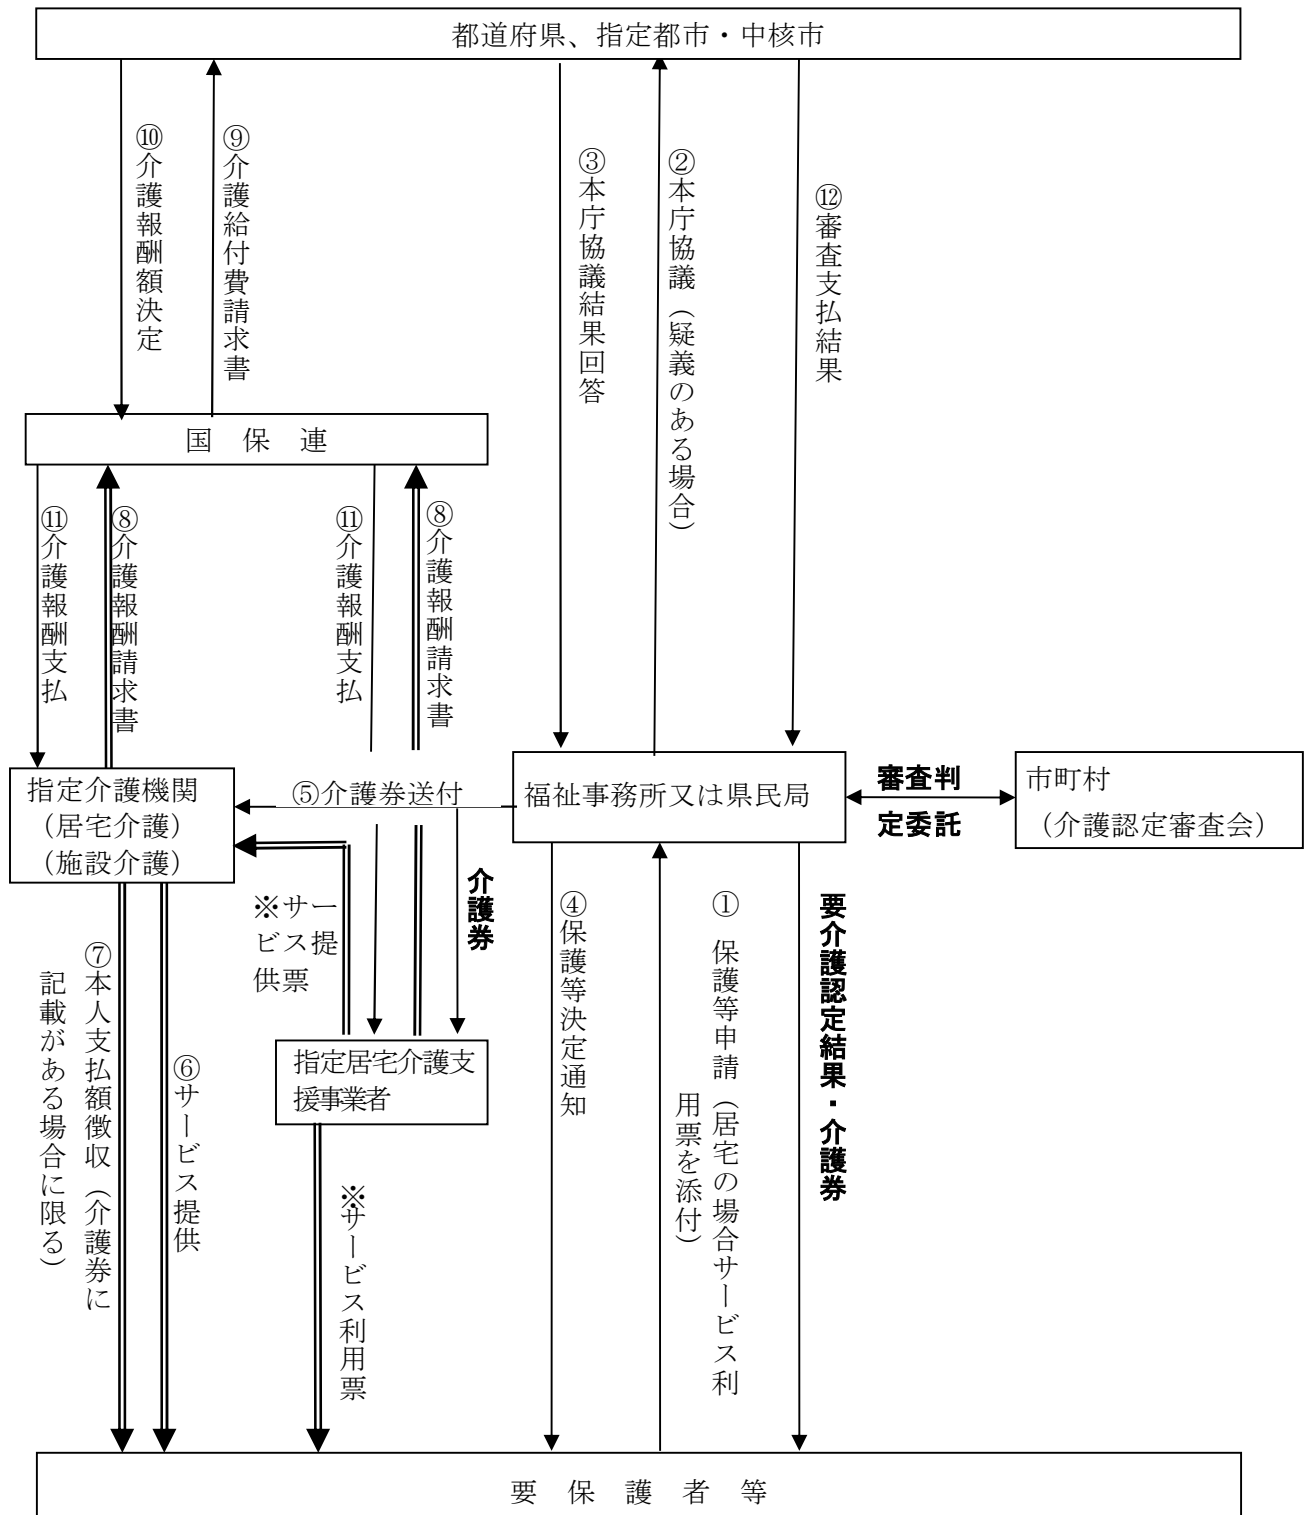 都道府県、指定都市・中核市
⑩介護報酬額決定
⑨介護給付費請求書
③本庁協議結果回答
②本庁協議（疑義のある場合）
⑫審査支払結果
国　保　連
⑪介護報酬支払
⑧介護報酬請求書
⑪介護報酬支払
⑧介護報酬請求書
指定介護機関
（居宅介護）
（施設介護）
⑤介護券送付
福祉事務所又は県民局
審査判
定委託
市町村
（介護認定審査会）
※サー
ビス提
供票
介護券
④保護等決定通知
①　保護等申請（居宅の場合サービス利
用票を添付）
要介護認定結果・介護券
⑦本人支払額徴収（介護券に
記載がある場合に限る）
⑥サービス提供
指定居宅介護支
援事業者
※サービス利用票
要　保　護　者　等